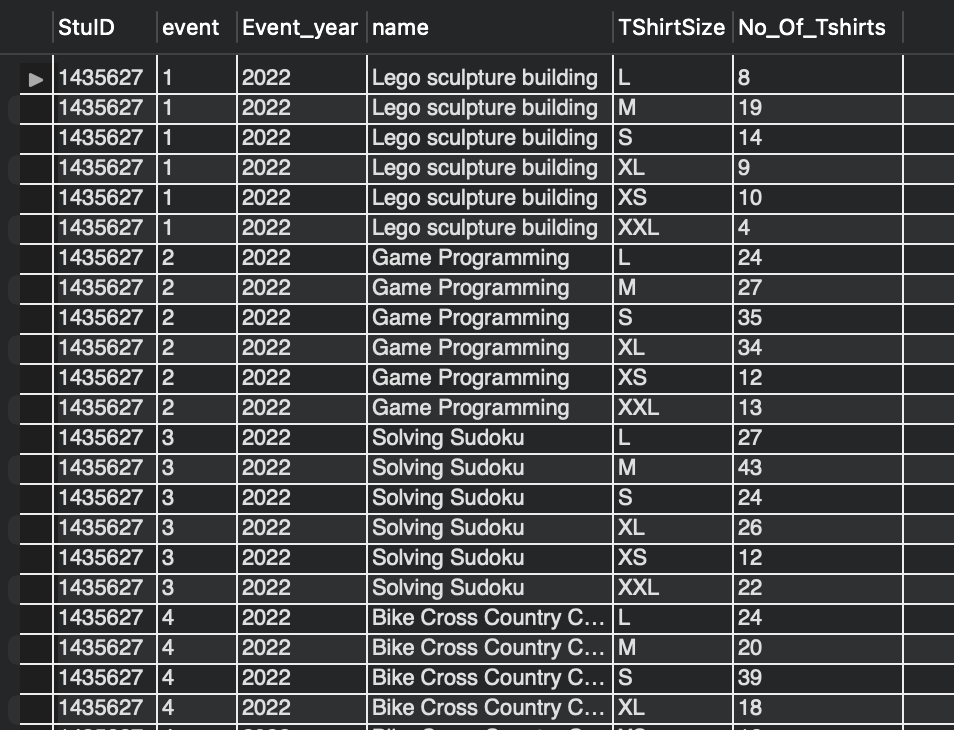 StuID event Event_year name TShirtSize No_Of_Tshirts
1435627 1 2022 Lego sculpture building L 8
1435627 1 2022 Lego sculpture building M 19
1435627 1 2022 Lego sculpture building S 14
1435627 1 2022 Lego sculpture building XL 9
1435627 1 2022 Lego sculpture building XS 10
1435627 1 2022 Lego sculpture building XXL 4
1435627 2 2022 Game Programming L 24
1435627 2 2022 Game Programming M 27
1435627 2 2022 Game Programming S 35
1435627 2 2022 Game Programming XL 34
1435627 2 2022 Game Programming XS 12
1435627 2 2022 Game Programming XXL 13
1435627 3 2022 Solving Sudoku L 27
1435627 3 2022 Solving Sudoku M 43
1435627 3 2022 Solving Sudoku S 24
1435627 3 2022 Solving Sudoku XL 26
1435627 3 2022 Solving Sudoku XS 12
1435627 3 2022 Solving Sudoku XXL 22
1435627 4 2022 Bike Cross Country C... L 24
1435627 4 2022 Bike Cross Country C... M 20
1435627 4 2022 Bike Cross Country C... S 39
1435627 4 2022 Bike Cross Country C... XL 18